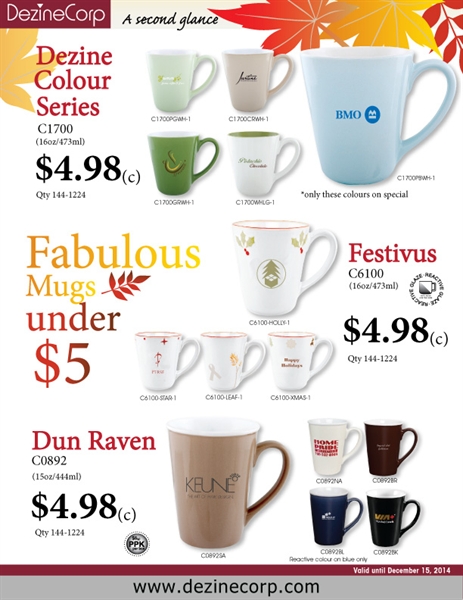 DezineCorp
A second glance
Dezine
Colour
Series
C1700
(16oz/473ml)
$4.98(c)
Qty 144-1224
C1700PGWH-1
C1700CRWH-1
C1700GRWH-1
C1700WHLG-1
BMO
C1700PBWH-1
*only these colours on special
Fabulous
Mugs
under
$5
C6100-HOLLY-1
Festivus
C6100
(16oz/473ml)
REACTIVE GLAZE
$4.98(c)
Qty 144-1224
Happy
Holidays
C6100-STAR-1
C6100-LEAF-1
C6100-XMAS-1
Dun Raven
C0892
(15oz/444ml)
$4.98(c)
Qty 144-1224
PPK
KEUNE
C0892SA
HOME
PRIDE
C0892NA
C0892BR
C0892BL
C0892BK
Reactive colour on blue only
Valid until December 15, 2014
www.dezinecorp.com